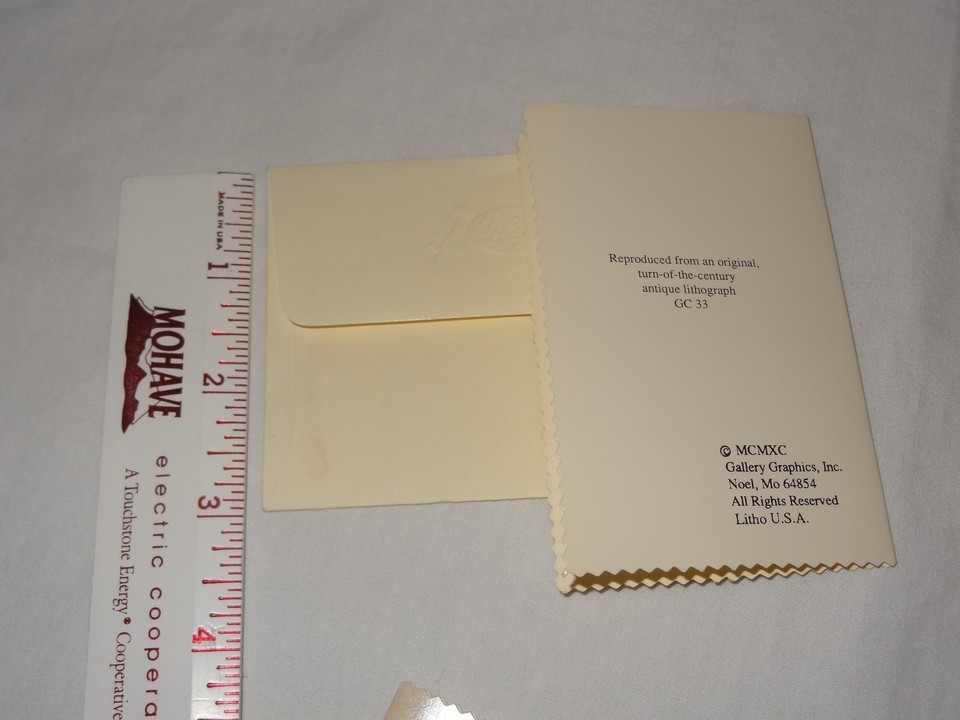 MADE IN USA
1
2
3
4
MOHAVE
electric coopera
A Touchstone Energy® Cooperative
Reproduced from an original,
turn-of-the-century
antique lithograph
GC 33
© MCMXC
Gallery Graphics, Inc.
Noel, Mo 64854
All Rights Reserved
Litho U.S.A.